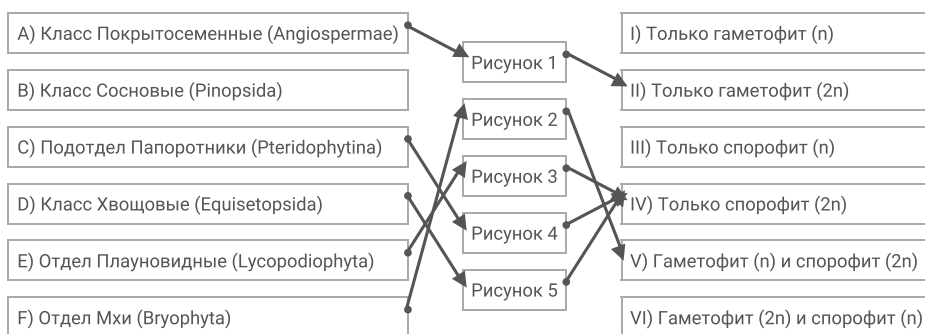 A) Класс Покрытосеменные (Angiospermae)
B) Класс Сосновые (Pinopsida)
C) Подотдел Папоротники (Pteridophytina)
D) Класс Хвощовые (Equisetopsida)
E) Отдел Плауновидные (Lycopodiophyta)
F) Отдел Мхи (Bryophyta)
Рисунок 1
Рисунок 2
Рисунок 3
Рисунок 4
Рисунок 5
I) Только гаметофит (n)
II) Только гаметофит (2n)
III) Только спорофит (n)
IV) Только спорофит (2n)
V) Гаметофит (n) и спорофит (2n)
VI) Гаметофит (2n) и спорофит (n)